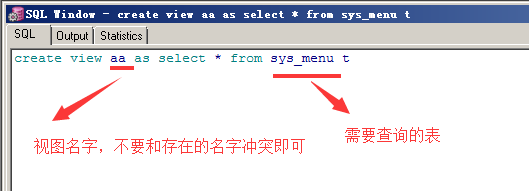 SQL Window - create view aa as select * from sys_menu t
SQL Output Statistics
create view aa as select * from sys_menu t
视图名字，不要和存在的名字冲突即可
需要查询的表